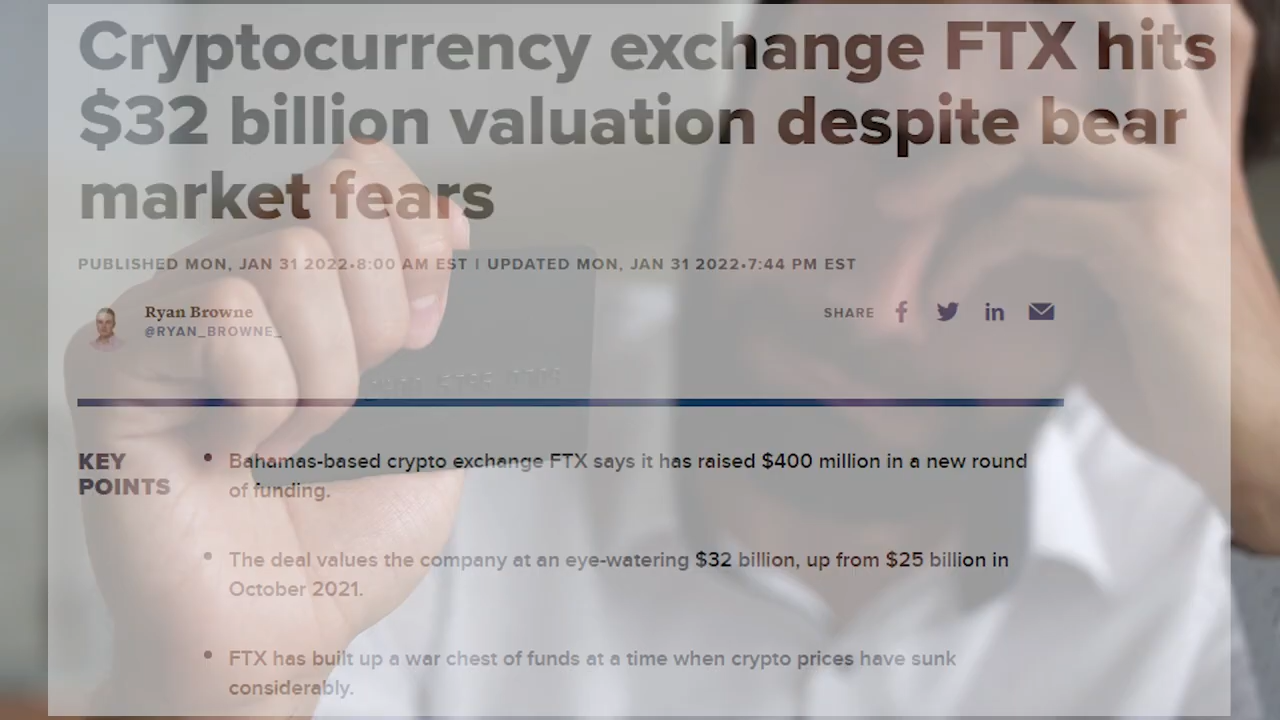 Cryptocurrency exchange FTX hits
$32 billion valuation despite bear
market fears
PUBLISHED MON, JAN 31 2022•8:00 AM EST | UPDATED MON, JAN 31 2022•7:44 PM EST
Ryan Browne
@RYAN_BROWNE_
SHARE
KEY
POINTS
• Bahamas-based crypto exchange FTX says it has raised $400 million in a new round
of funding.
• The deal values the company at an eye-watering $32 billion, up from $25 billion in
October 2021.
• FTX has built up a war chest of funds at a time when crypto prices have sunk
considerably.